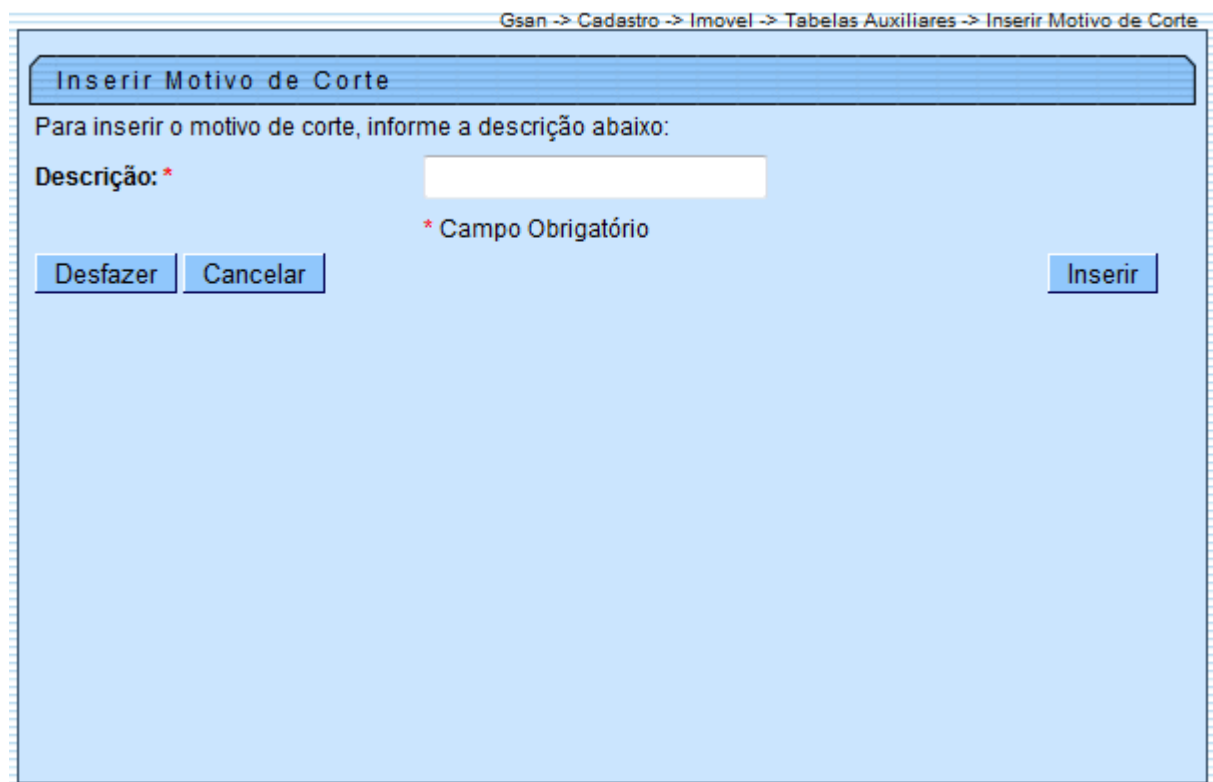 Gsan -> Cadastro -> Imovel -> Tabelas Auxiliares -> Inserir Motivo de Corte
Inserir Motivo de Corte
Para inserir o motivo de corte, informe a descrição abaixo:
Descrição: *
* Campo Obrigatório
Desfazer Cancelar Inserir